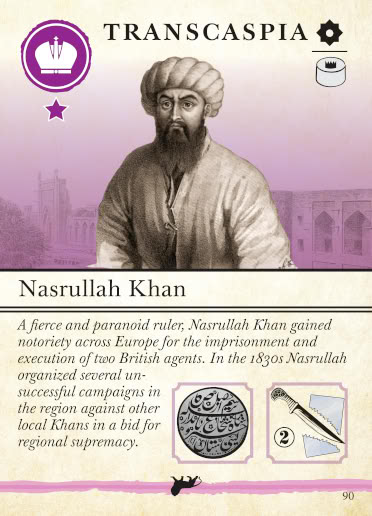 TRANSCASPIA
Nasrullah Khan
A fierce and paranoid ruler, Nasrullah Khan gained
notoriety across Europe for the imprisonment and
execution of two British agents. In the 1830s Nasrullah
organized several un-
successful campaigns in
the region against other
local Khans in a bid for
regional supremacy.
2
90